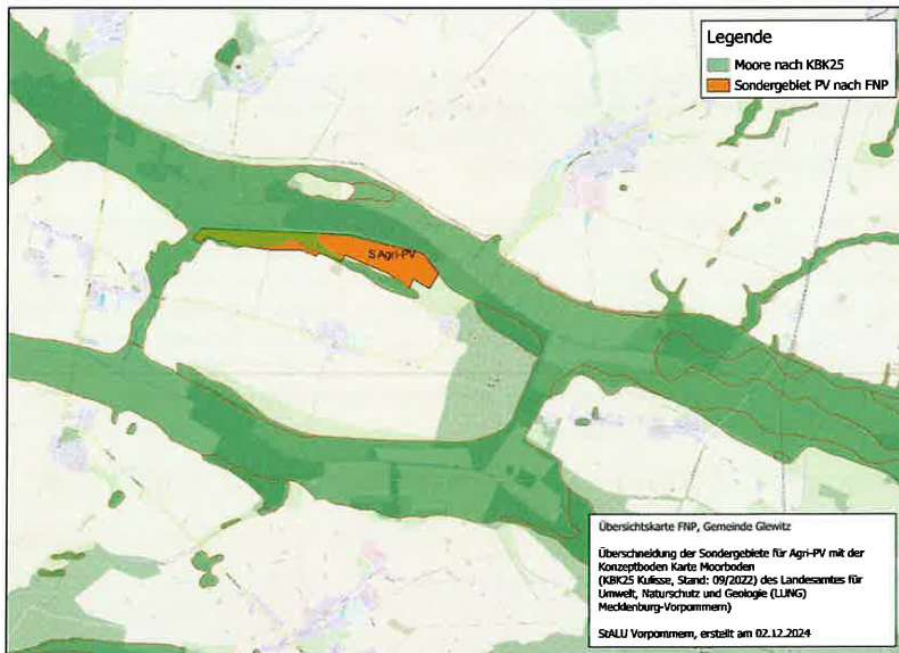 Legende
Moore nach KBK25
Sondergebiet PV nach FNP
S Agri-PV
Übersichtskarte FNP, Gemeinde Glewitz
Überschneidung der Sondergebiete für Agri-PV mit der
Konzeptboden Karte Moorboden
(KBK25 Kulisse, Stand: 09/2022) des Landesamtes für
Umwelt, Naturschutz und Geologie (LUNG)
Mecklenburg-Vorpommern)
StALU Vorpommern, erstellt am 02.12.2024